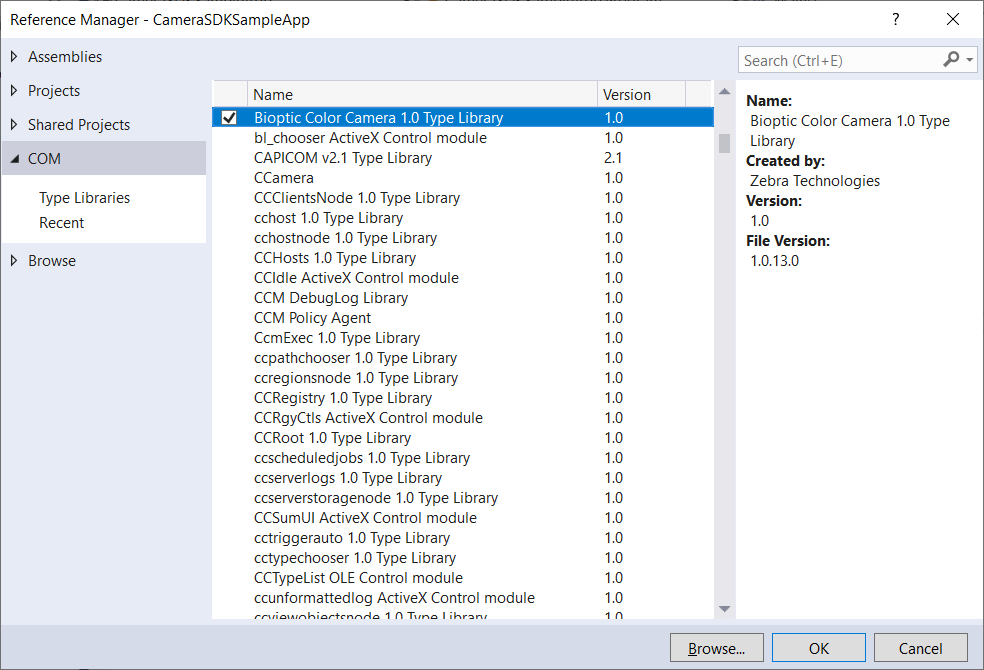 Reference Manager - CameraSDKSampleApp
?
Assemblies
Projects
Shared Projects
COM
Type Libraries
Recent
Browse
Name Version
Bioptic Color Camera 1.0 Type Library 1.0
bl_chooser ActiveX Control module 1.0
CAPICOM v2.1 Type Library 2.1
CCamera 1.0
CCClientsNode 1.0 Type Library 1.0
cchost 1.0 Type Library 1.0
cchostnode 1.0 Type Library 1.0
CCHosts 1.0 Type Library 1.0
CCIdle ActiveX Control module 1.0
CCM DebugLog Library 1.0
CCM Policy Agent 1.0
CcmExec 1.0 Type Library 1.0
ccpathchooser 1.0 Type Library 1.0
ccregionsnode 1.0 Type Library 1.0
CCRegistry 1.0 Type Library 1.0
CCRgyCtls ActiveX Control module 1.0
CCRoot 1.0 Type Library 1.0
ccscheduledjobs 1.0 Type Library 1.0
ccserverlogs 1.0 Type Library 1.0
ccserverstoragenode 1.0 Type Library 1.0
CCSumUI ActiveX Control module 1.0
cctriggerauto 1.0 Type Library 1.0
cctypechooser 1.0 Type Library 1.0
CCTypeList OLE Control module 1.0
ccunformattedlog ActiveX Control module 1.0
ccviewobjectsnode 1.0 Type Library 1.0
Search (Ctrl+E)
Name:
Bioptic Color Camera 1.0 Type
Library
Created by:
Zebra Technologies
Version:
1.0
File Version:
1.0.13.0
Browse... OK Cancel